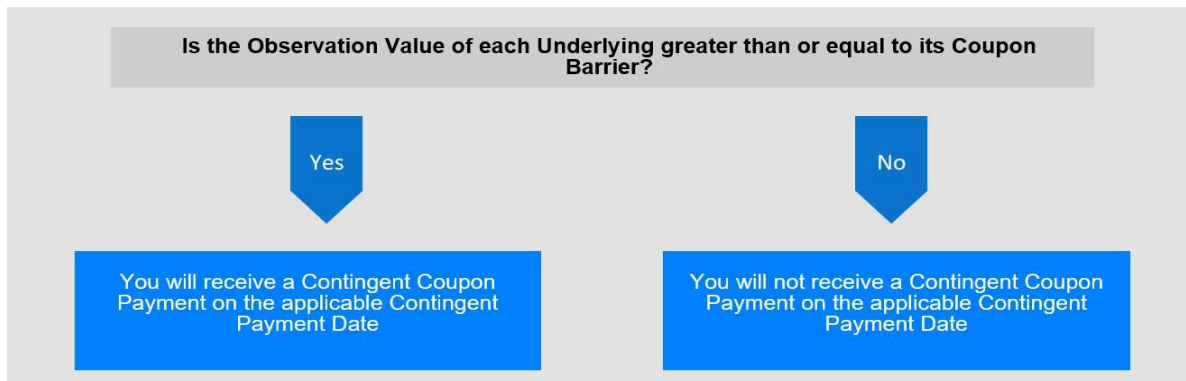 Is the Observation Value of each Underlying greater than or equal to its Coupon
Barrier?
Yes
No
You will receive a Contingent Coupon
Payment on the applicable Contingent
Payment Date
You will not receive a Contingent Coupon
Payment on the applicable Contingent
Payment Date